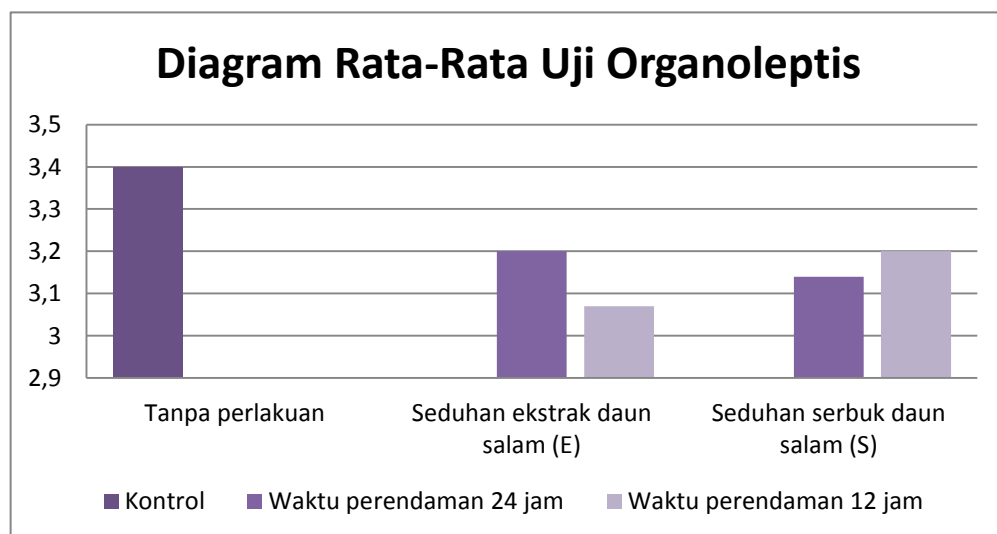 Diagram Rata-Rata Uji Organoleptis
3,5
3,4
3,3
3,2
3,1
3
2,9
Tanpa perlakuan
Seduhan ekstrak daun
salam (E)
Seduhan serbuk daun
salam (S)
Kontrol
Waktu perendaman 24 jam
Waktu perendaman 12 jam